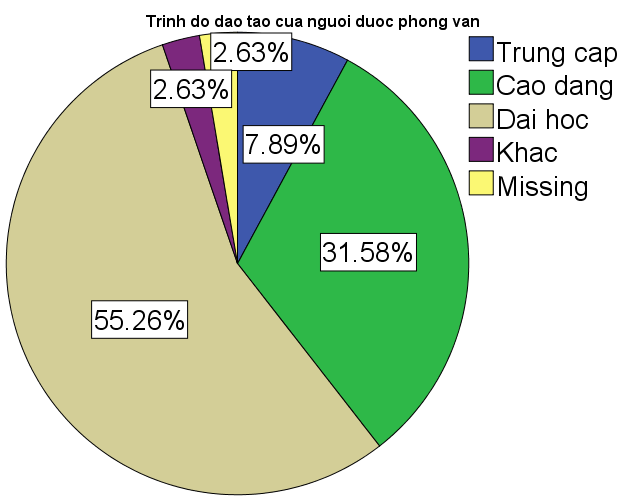 Trinh do dao tao cua nguoi duoc phong van
Trung cap
Cao dang
Dai hoc
Khac
Missing
2.63%
2.63%
7.89%
31.58%
55.26%